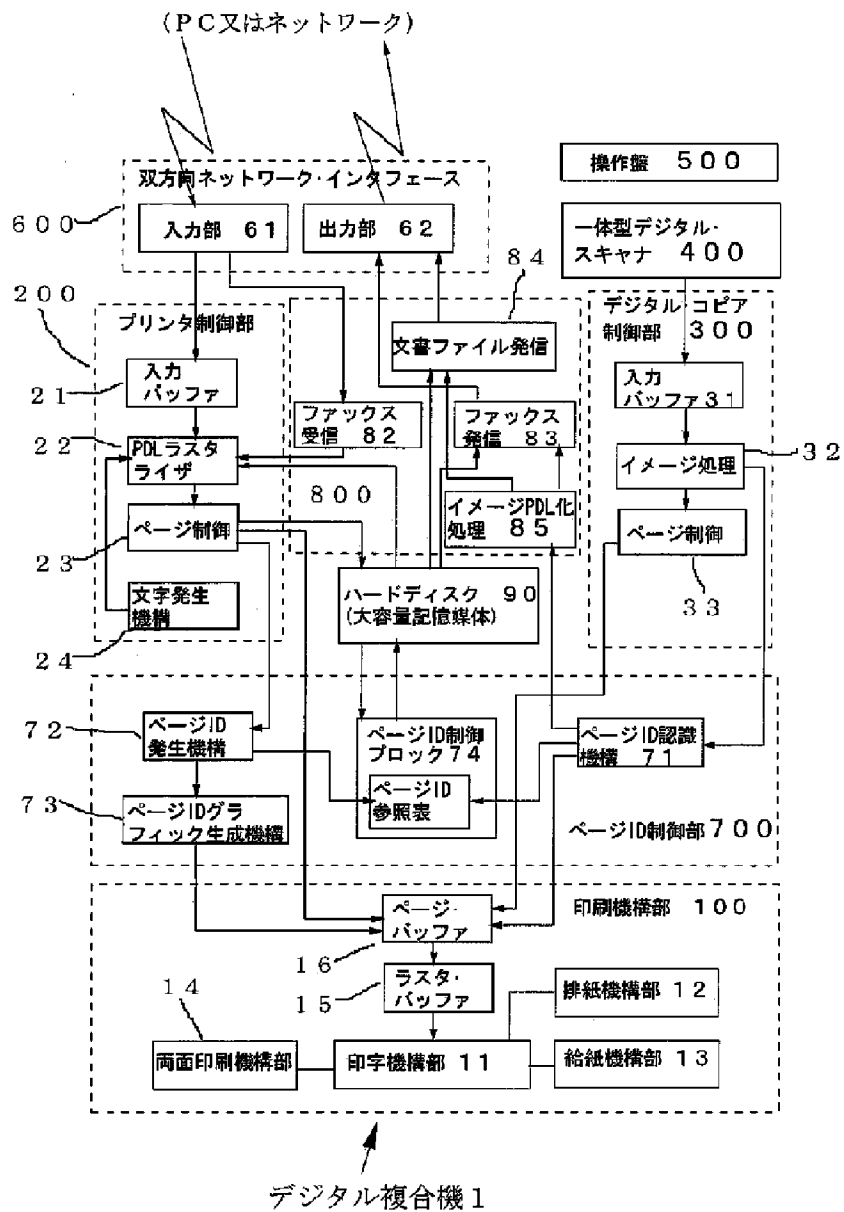 (PC又はネットワーク)
操作盤 500
双方向ネットワーク・インタフェース
600
入力部 61
出力部 62
一体型デジタル・
スキャナ 400
84
200
プリンタ制御部
デジタル・コピア
制御部 300
文書ファイル発信
21
入力
バッファ
入力
バッファ31
ファックス
受信 82
ファックス
発信 83
22
PDLラスタ
ライザ
イメージ処理
32
800
イメージPDL化
処理 85
23
ページ制御
ページ制御
33
ハードディスク 90
(大容量記憶媒体)
文字発生
機構
24
72
ページID
発生機構
ページID制御
ブロック74
ページID認識
機構 71
73
ページIDグラ
フィック生成機構
ページID
参照表
ページID制御部700
ページ・
バッファ
印刷機構部 100
16
ラスタ・
バッファ
15
14
排紙機構部 12
両面印刷機構部
印字機構部 11
給紙機構部 13
デジタル複合機1